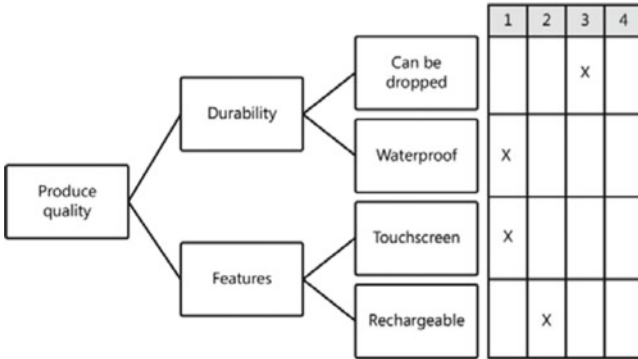 1 2 3 4
Can be
dropped
X
Durability
Waterproof
X
Produce
quality
Touchscreen
X
Features
Rechargeable
X